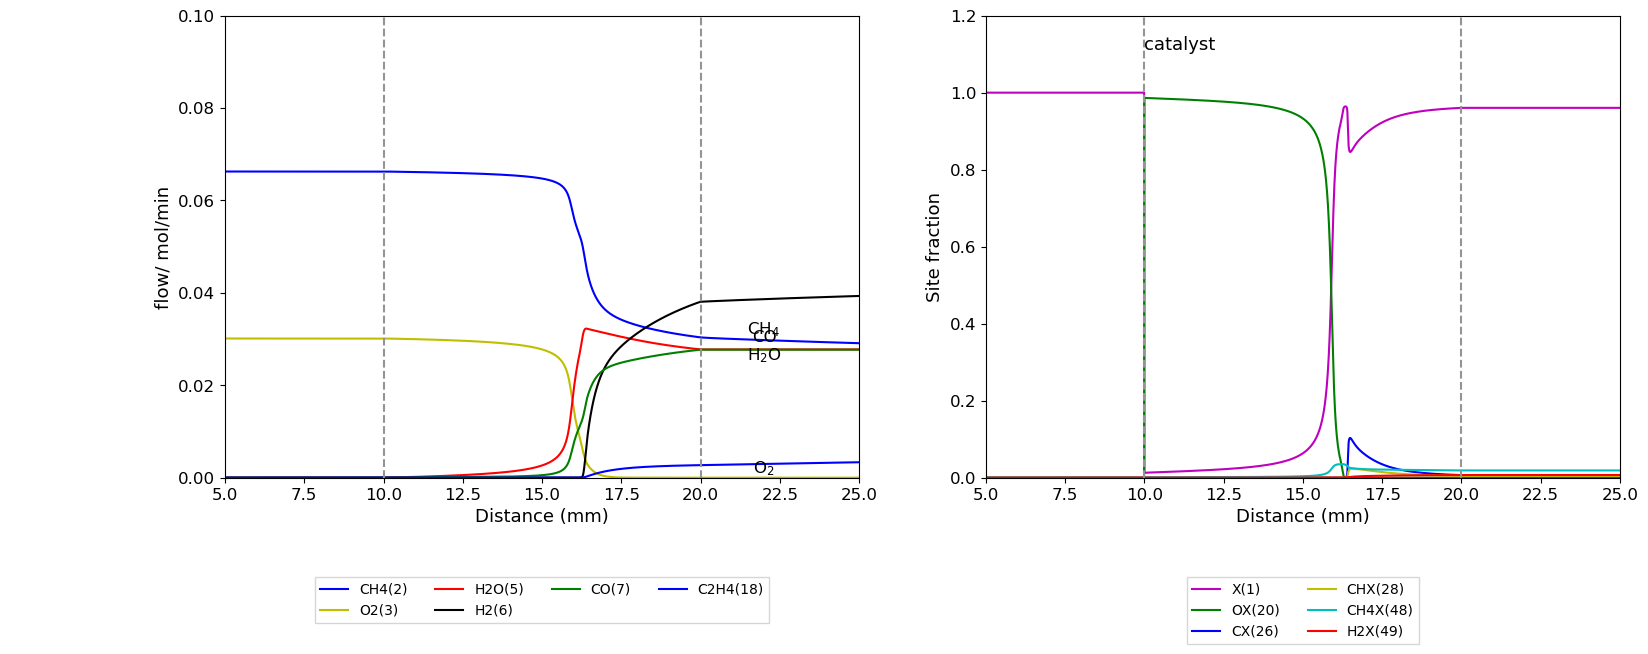 0.10
0.08
0.06
0.04
0.02
0.00
flow/ mol/min
CH₄
CO
H₂O
O₂
5.0 7.5 10.0 12.5 15.0 17.5 20.0 22.5 25.0
Distance (mm)
CH4(2) H2O(5) CO(7) C2H4(18)
O2(3) H2(6)
1.2
1.0
0.8
0.6
0.4
0.2
0.0
Site fraction
catalyst
5.0 7.5 10.0 12.5 15.0 17.5 20.0 22.5 25.0
Distance (mm)
X(1) CHX(28)
OX(20) CH4X(48)
CX(26) H2X(49)